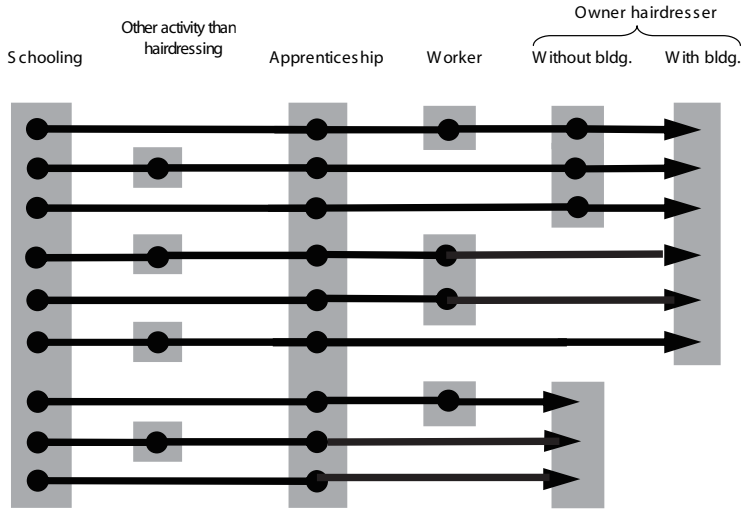 Owner hairdresser
Other activity than
hairdressing
Schooling
Apprenticeship
Worker
Without bldg.
With bldg.